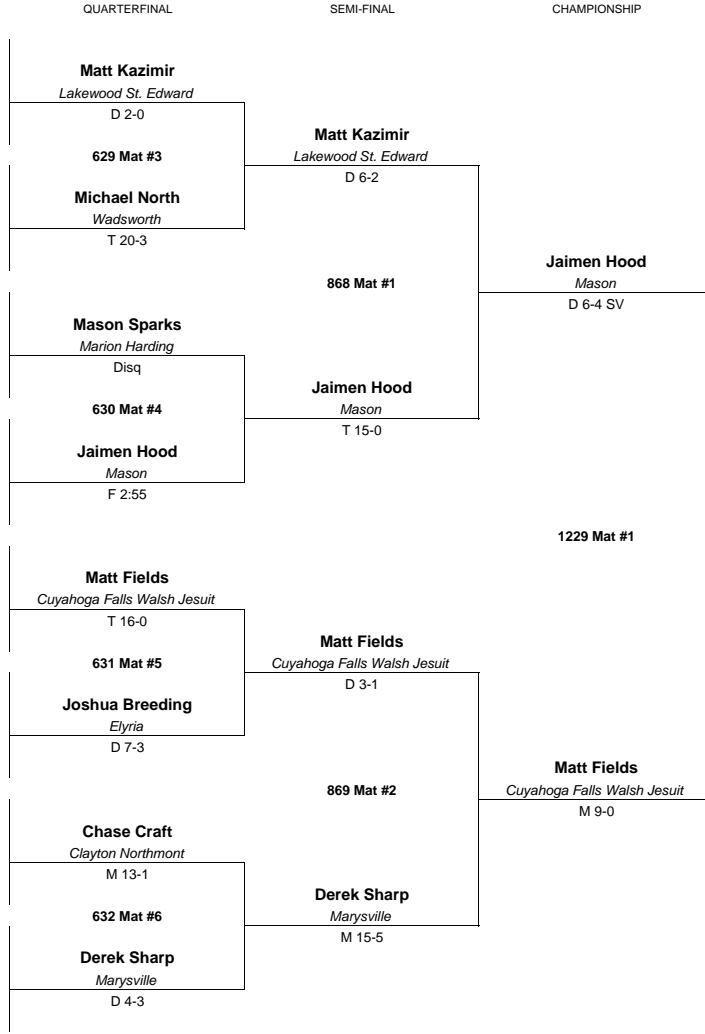 QUARTERFINAL
SEMI-FINAL
CHAMPIONSHIP
Matt Kazimir
Lakewood St. Edward
D 2-0
629 Mat #3
Michael North
Wadsworth
T 20-3
Mason Sparks
Marion Harding
Disq
630 Mat #4
Jaimen Hood
Mason
F 2:55
Matt Fields
Cuyahoga Falls Walsh Jesuit
T 16-0
631 Mat #5
Joshua Breeding
Elyria
D 7-3
Chase Craft
Clayton Northmont
M 13-1
632 Mat #6
Derek Sharp
Marysville
D 4-3
Matt Kazimir
Lakewood St. Edward
D 6-2
868 Mat #1
Jaimen Hood
Mason
T 15-0
Matt Fields
Cuyahoga Falls Walsh Jesuit
D 3-1
869 Mat #2
Derek Sharp
Marysville
M 15-5
Jaimen Hood
Mason
D 6-4 SV
1229 Mat #1
Matt Fields
Cuyahoga Falls Walsh Jesuit
M 9-0